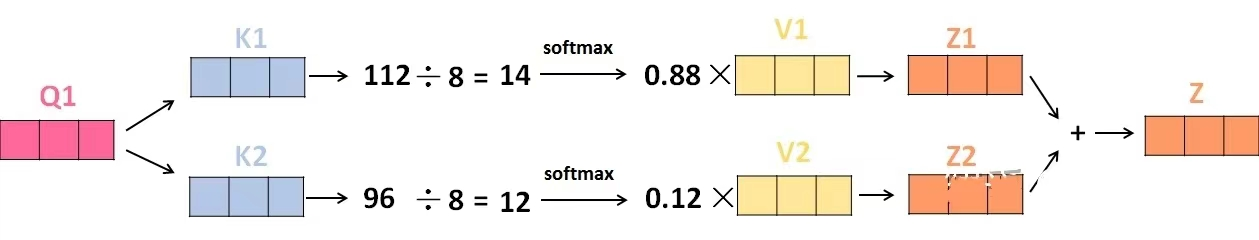 K1 V1 Z1
softmax
Q1 112 ÷ 8 = 14 0.88 × Z
+
K2 V2 Z2
softmax
96 ÷ 8 = 12 0.12 ×